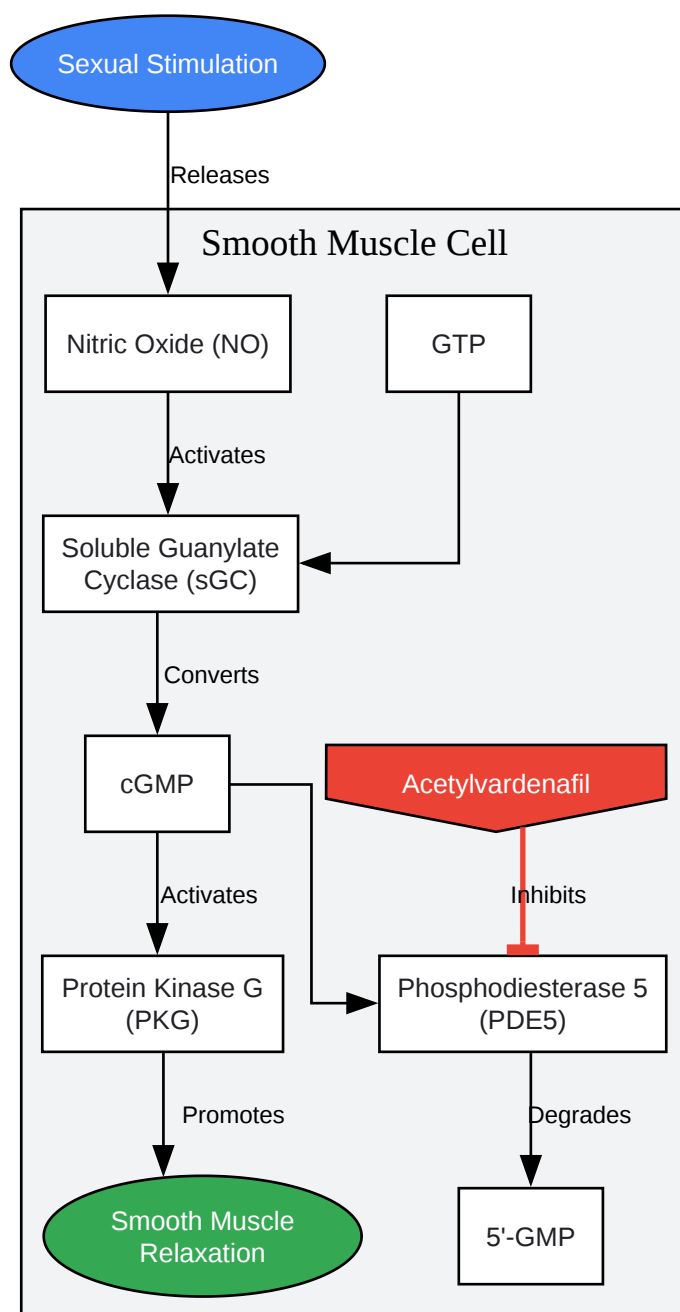 Sexual Stimulation
Releases
Smooth Muscle Cell
Nitric Oxide (NO)
GTP
Activates
Soluble Guanylate
Cyclase (sGC)
Converts
cGMP
Acetylvardenafil
Activates
Inhibits
Protein Kinase G
(PKG)
Phosphodiesterase 5
(PDE5)
Promotes
Degrades
Smooth Muscle
Relaxation
5'-GMP